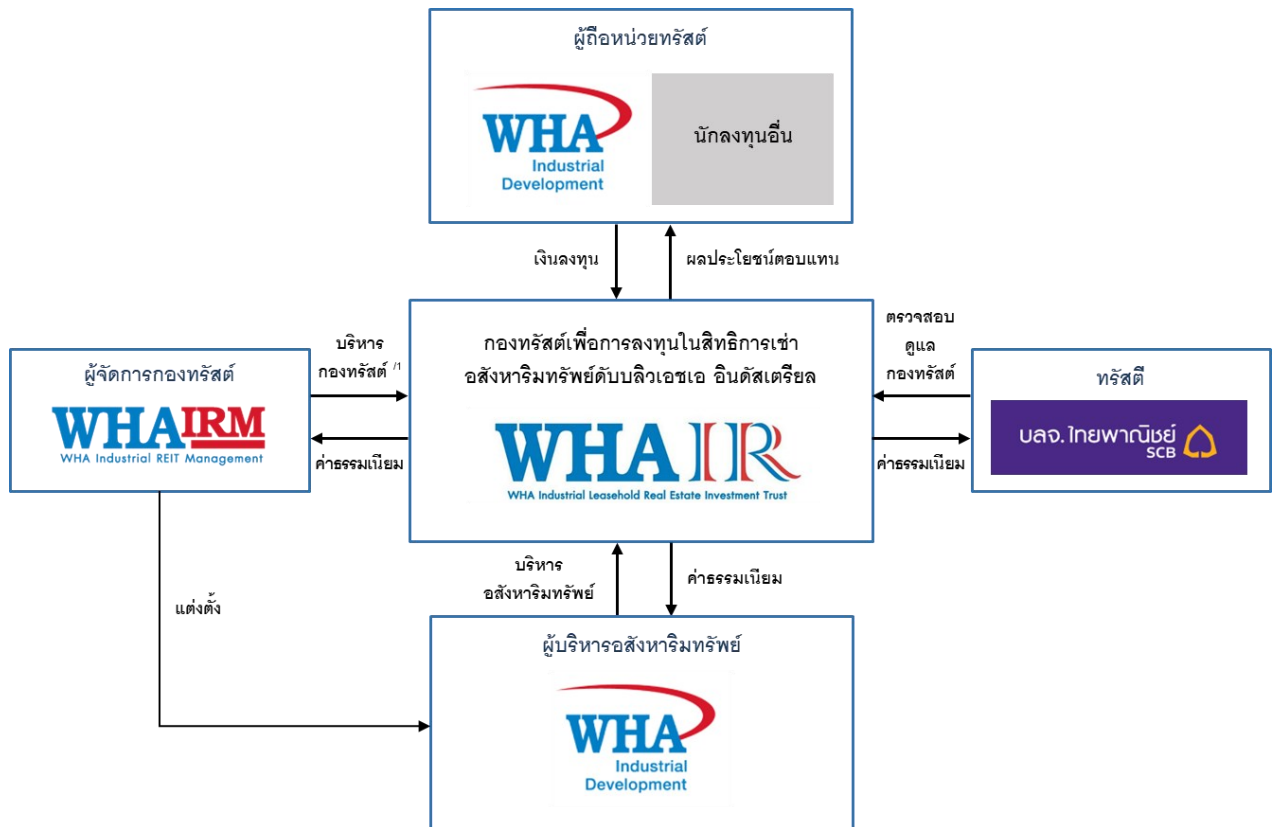 ผู้ถือหน่วยทรัสต์
WHA
Industrial
Development
นักลงทุนอื่น
เงินลงทุน
ผลประโยชน์ตอบแทน
ผู้จัดการกองทรัสต์
WHAIRM
WHA Industrial REIT Management
บริหาร
กองทรัสต์ /1
ค่าธรรมเนียม
กองทรัสต์เพื่อการลงทุนในสิทธิการเช่า
อสังหาริมทรัพย์ดับบลิวเอชเอ อินดัสเตรียล
WHAIR
WHA Industrial Leasehold Real Estate Investment Trust
ตรวจสอบ
ดูแล
กองทรัสต์
ค่าธรรมเนียม
ทรัสตี
บลจ. ไทยพาณิชย์
SCB
แต่งตั้ง
บริหาร
อสังหาริมทรัพย์
ค่าธรรมเนียม
ผู้บริหารอสังหาริมทรัพย์
WHA
Industrial
Development